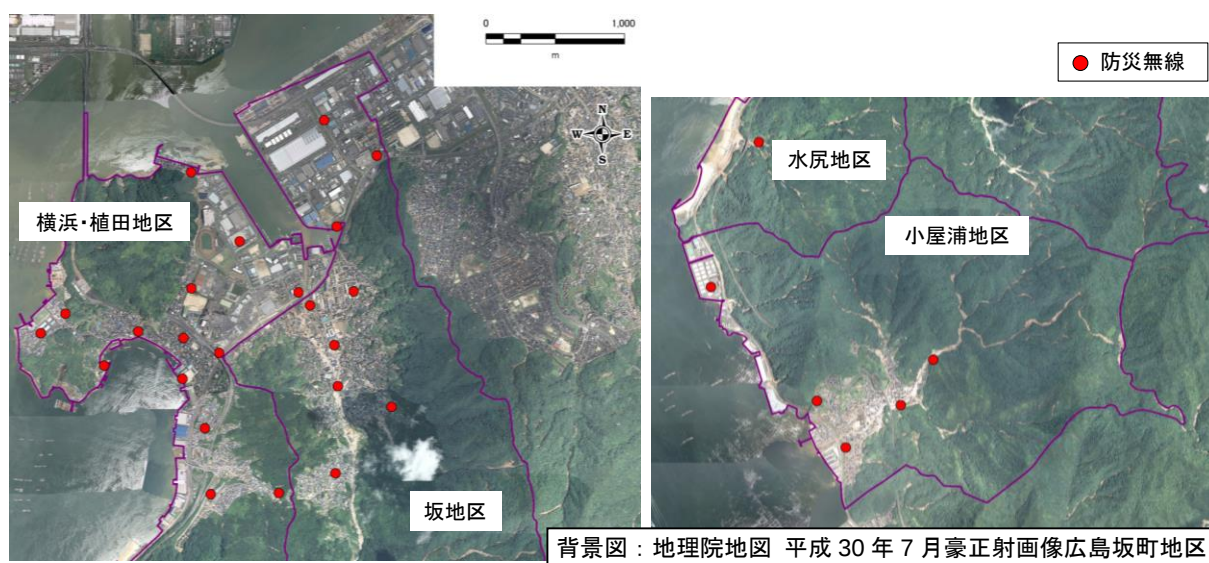 0 1,000
m
防災無線
N
W E
S
水尻地区
横浜・植田地区
小屋浦地区
坂地区
背景図:地理院地図 平成 30 年 7 月豪正射画像広島坂町地区